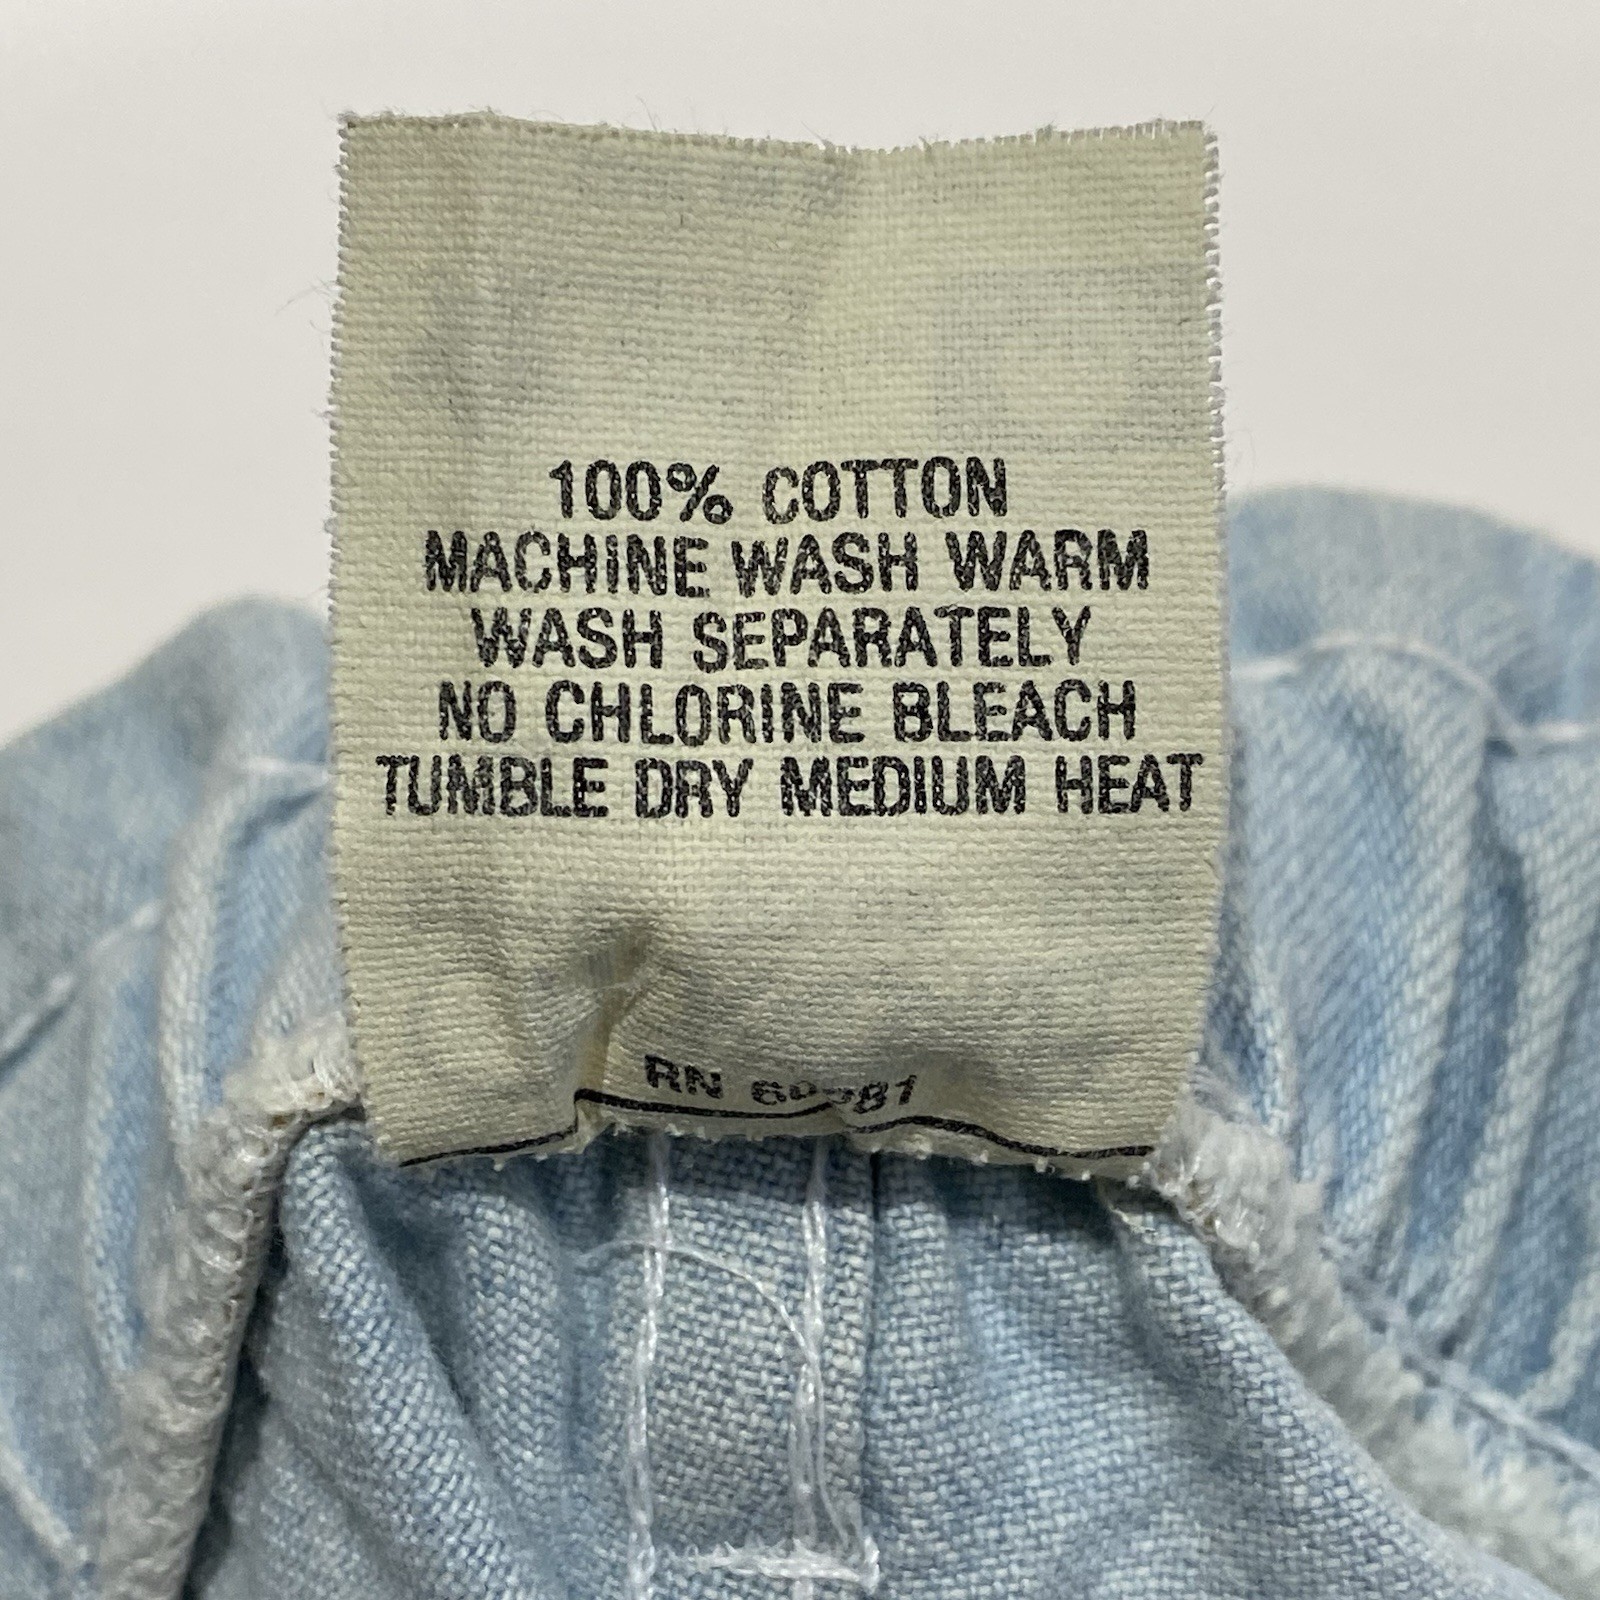 100% COTTON
MACHINE WASH WARM
WASH SEPARATELY
NO CHLORINE BLEACH
TUMBLE DRY MEDIUM HEAT
RN